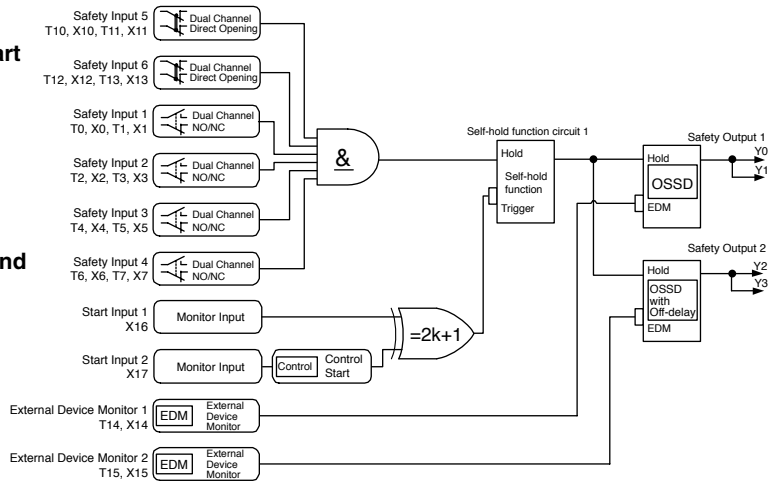 art
nd
Safety Input 5
T10, X10, T11, X11
Dual Channel
Direct Opening
Safety Input 6
T12, X12, T13, X13
Dual Channel
Direct Opening
Safety Input 1
T0, X0, T1, X1
Dual Channel
NO/NC
Safety Input 2
T2, X2, T3, X3
Dual Channel
NO/NC
Safety Input 3
T4, X4, T5, X5
Dual Channel
NO/NC
Safety Input 4
T6, X6, T7, X7
Dual Channel
NO/NC
Start Input 1
X16
Monitor Input
Start Input 2
X17
Monitor Input
Control
Control
Start
External Device Monitor 1
T14, X14
EDM
External
Device
Monitor
External Device Monitor 2
T15, X15
EDM
External
Device
Monitor
&
=2k+1
Self-hold function circuit 1
Hold
Self-hold
function
Trigger
Safety Output 1
Hold
OSSD
EDM
Y0
Y1
Safety Output 2
Hold
OSSD
with
Off-delay
EDM
Y2
Y3